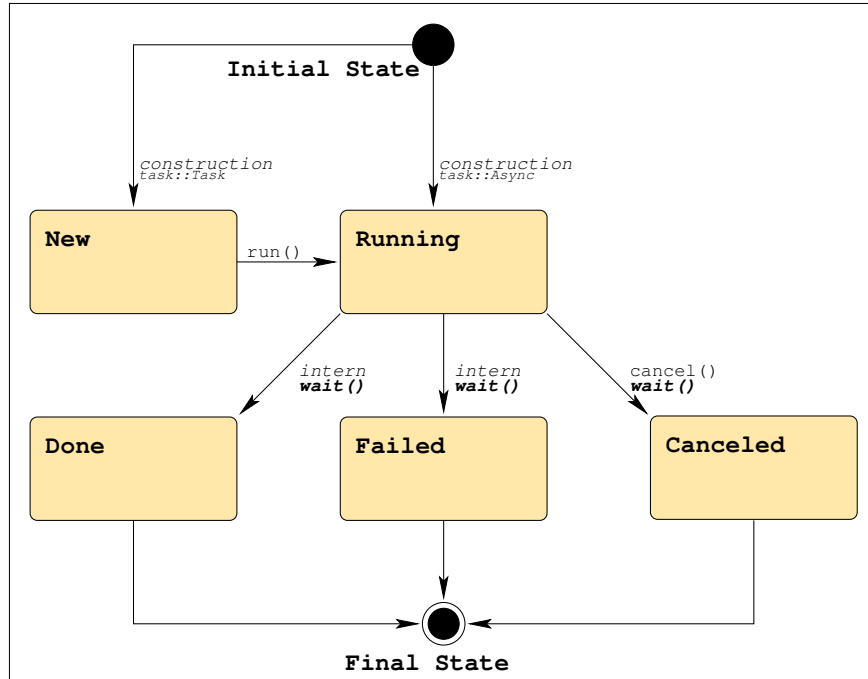 Initial State
construction
task::Task
construction
task::Async
New
Running
run()
intern
wait()
intern
wait()
cancel()
wait()
Done
Failed
Canceled
Final State